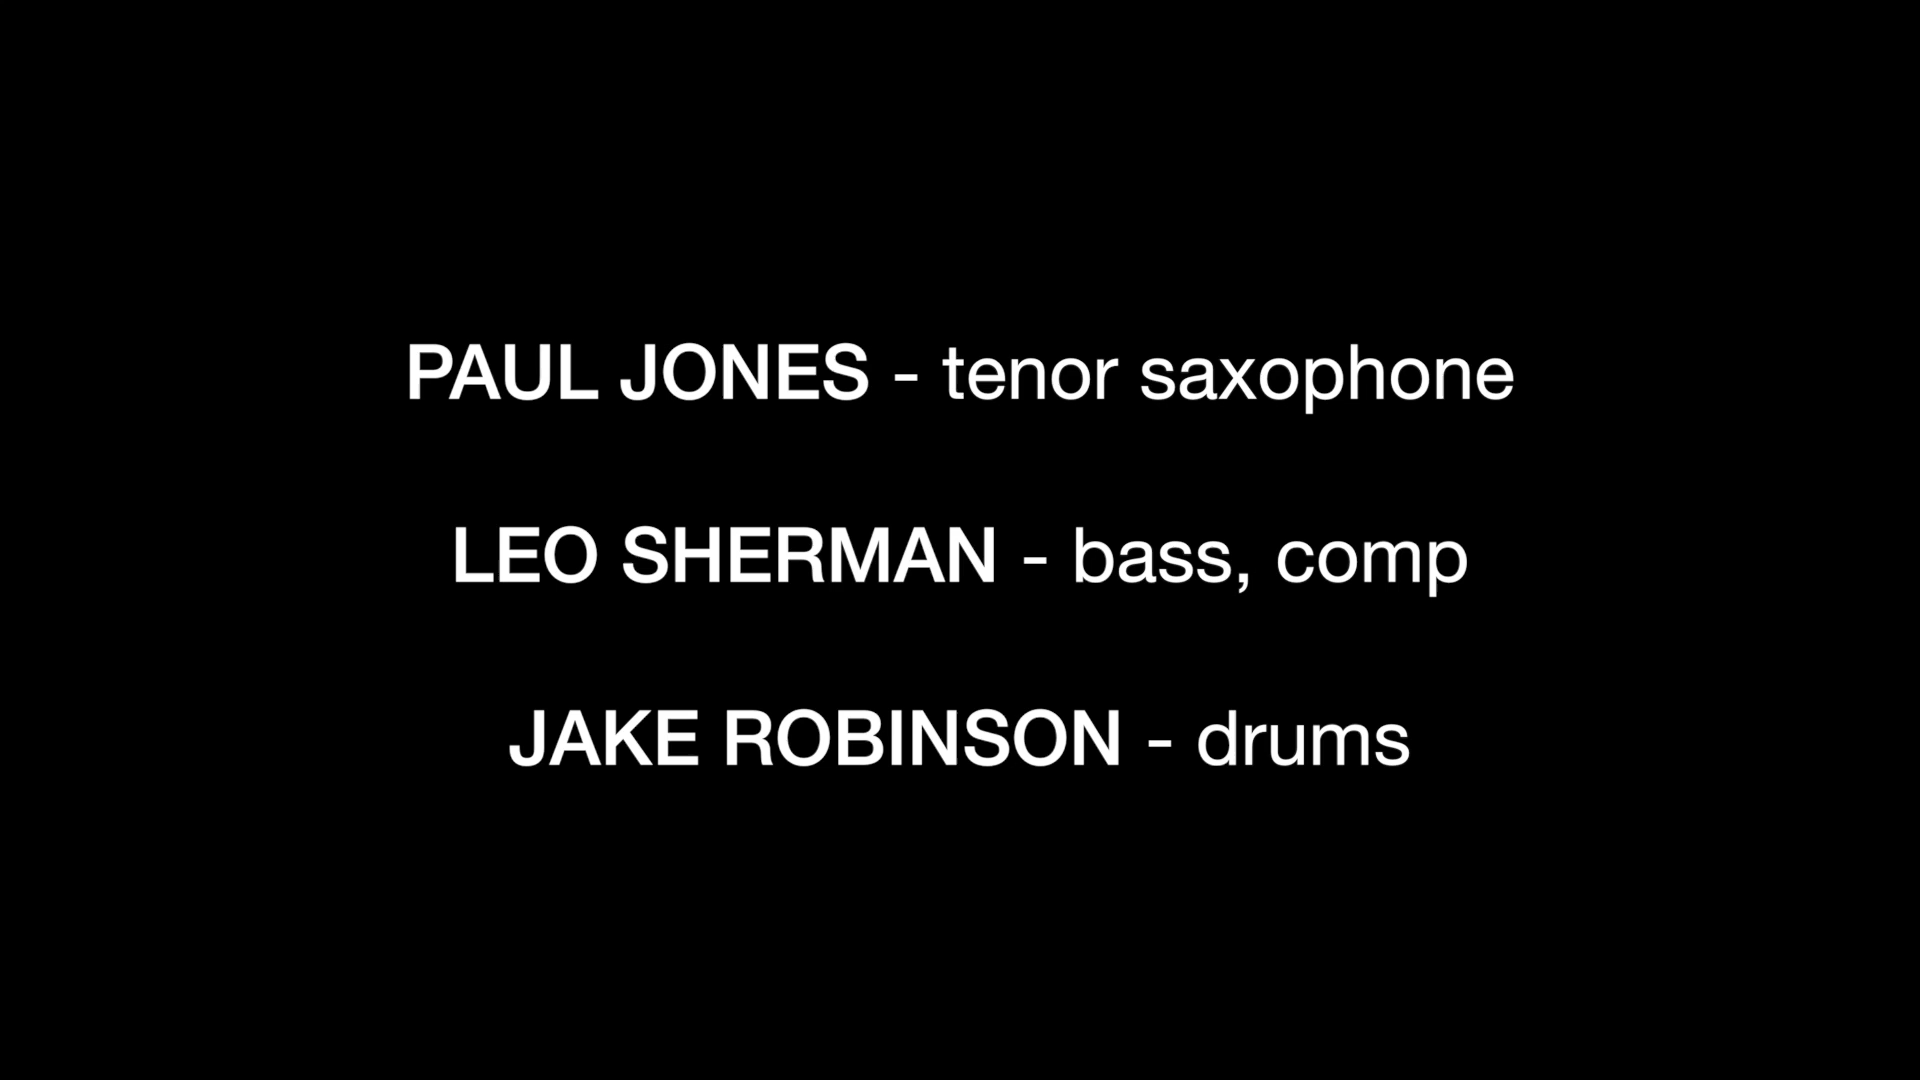 PAUL JONES - tenor saxophone
LEO SHERMAN - bass, comp
JAKE ROBINSON - drums